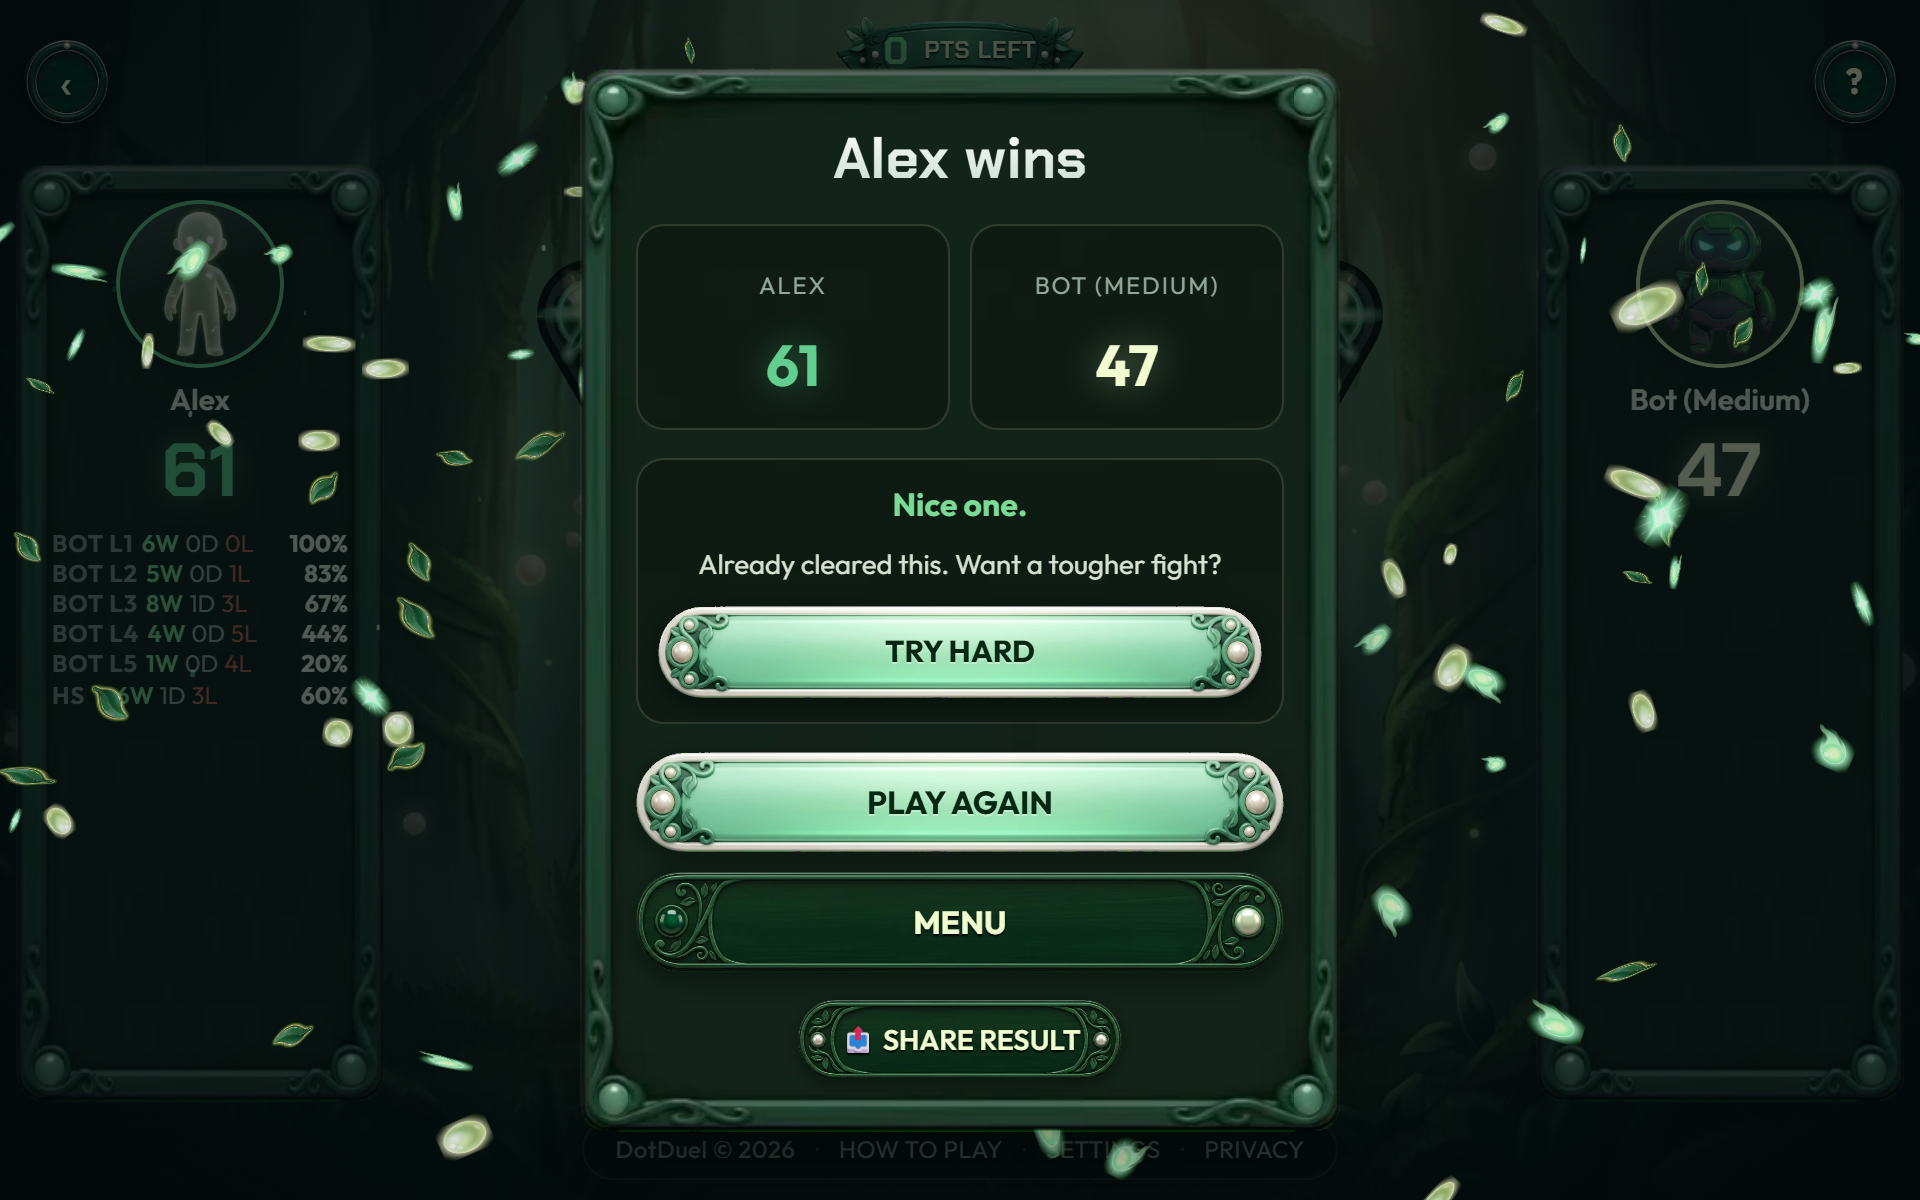 0 PTS LEFT
‹
?
Alex wins
ALEX
61
BOT (MEDIUM)
47
Nice one.
Already cleared this. Want a tougher fight?
TRY HARD
PLAY AGAIN
MENU
SHARE RESULT
Alex
61
BOT L1 6W 0D 0L 100%
BOT L2 5W 0D 1L 83%
BOT L3 8W 1D 3L 67%
BOT L4 4W 0D 5L 44%
BOT L5 1W 0D 4L 20%
HS 6W 1D 3L 60%
Bot (Medium)
47
DotDuel © 2026 · HOW TO PLAY · SETTINGS · PRIVACY